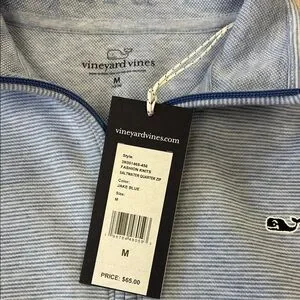 vineyard vines
M
vineyardvines.com
Style:
FASHION KNITS
SALTWATER QUARTER ZIP
Color:
JAKE BLUE
Size:
M
M
PRICE: $65.00